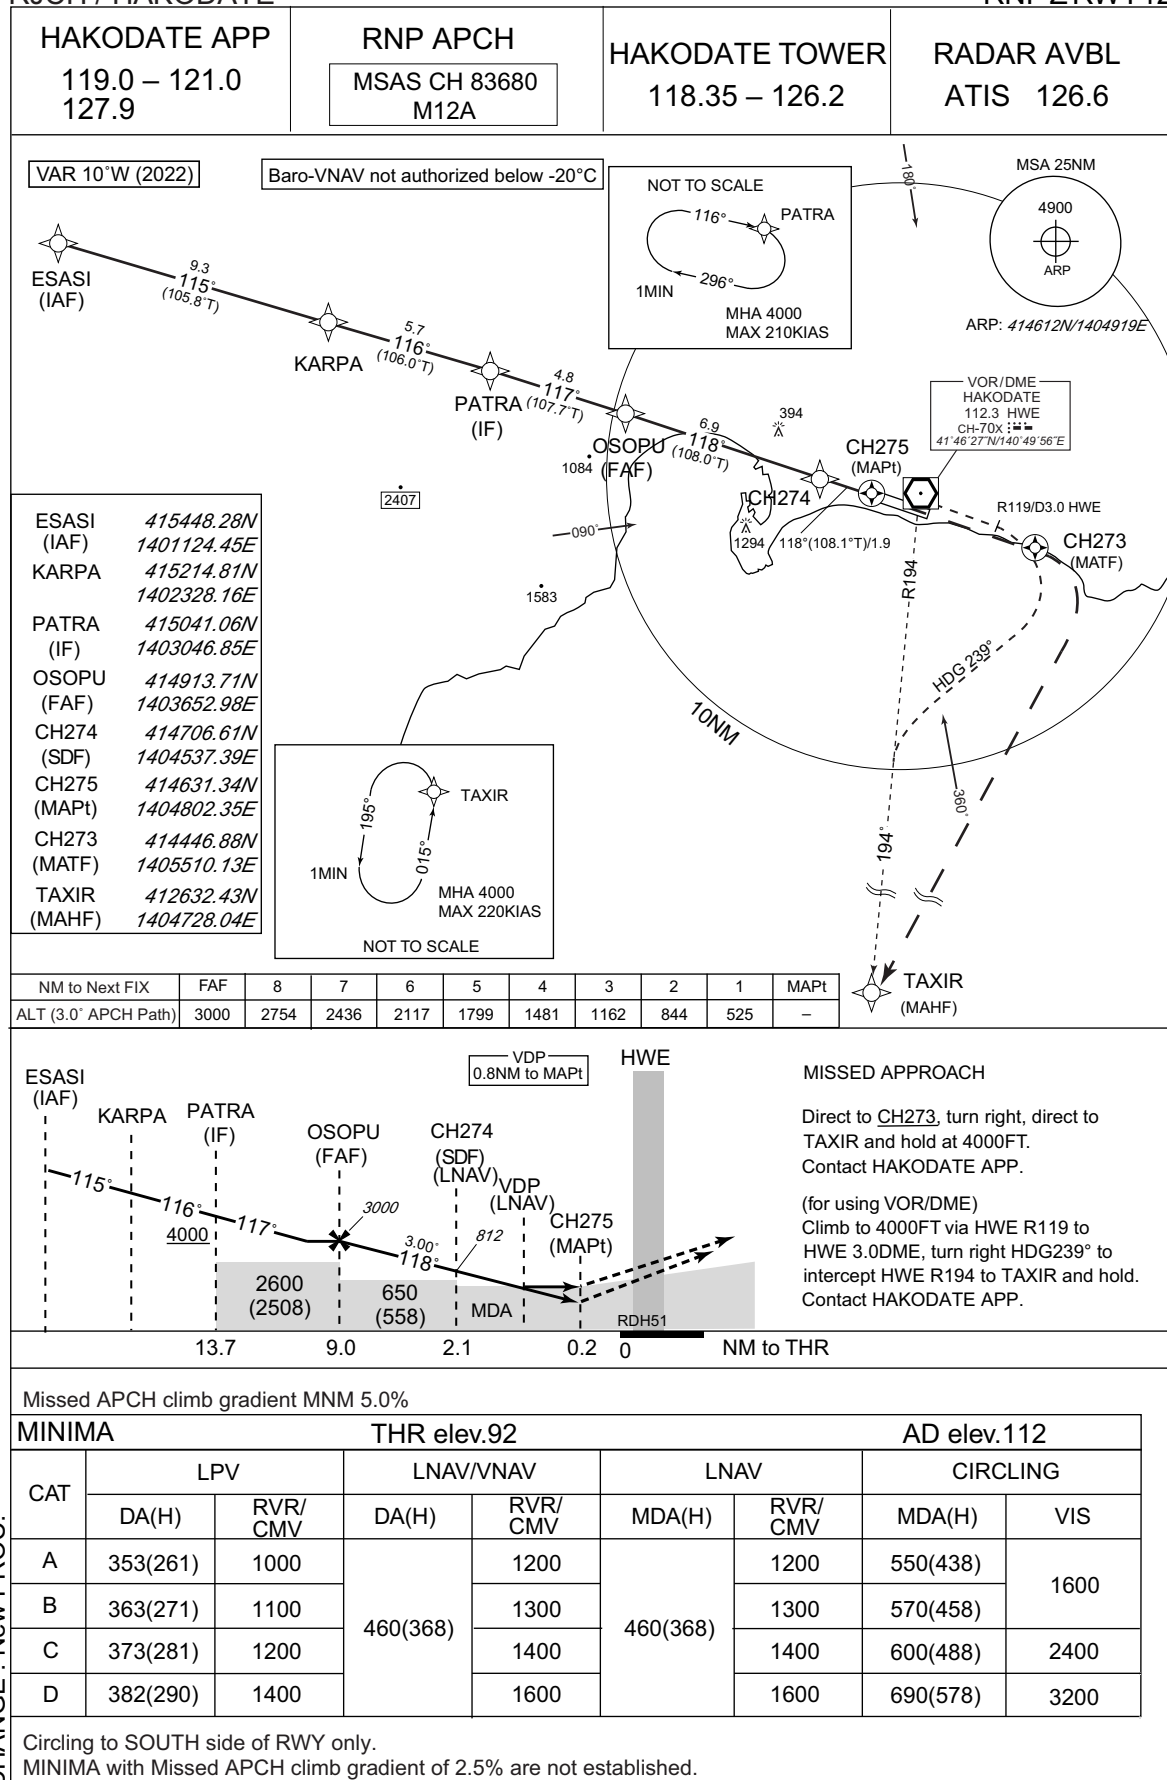 HAKODATE APP
119.0 – 121.0
127.9
RNP APCH
MSAS CH 83680
M12A
HAKODATE TOWER
118.35 – 126.2
RADAR AVBL
ATIS 126.6
VAR 10˚W (2022)
Baro-VNAV not authorized below -20°C
NOT TO SCALE
116°
PATRA
296°
1MIN
MHA 4000
MAX 210KIAS
180°
MSA 25NM
4900
ARP
ARP: 414612N/1404919E
ESASI
(IAF)
9.3
115°
(105.8˚T)
KARPA
5.7
116°
(106.0˚T)
PATRA
(IF)
4.8
117°
(107.7˚T)
OSOPU
(FAF)
6.9
118°
(108.0˚T)
394
VOR/DME
HAKODATE
112.3 HWE
CH-70X
41˚46'27"N/140˚49'56"E
CH275
(MAPt)
CH274
1084
2407
090°
1294
118°(108.1°T)/1.9
R119/D3.0 HWE
CH273
(MATF)
1583
R194
HDG 239°
10NM
360°
194°
ESASI 415448.28N
(IAF) 1401124.45E
KARPA 415214.81N
1402328.16E
PATRA 415041.06N
(IF) 1403046.85E
OSOPU 414913.71N
(FAF) 1403652.98E
CH274 414706.61N
(SDF) 1404537.39E
CH275 414631.34N
(MAPt) 1404802.35E
CH273 414446.88N
(MATF) 1405510.13E
TAXIR 412632.43N
(MAHF) 1404728.04E
195°
TAXIR
015°
1MIN
MHA 4000
MAX 220KIAS
NOT TO SCALE
TAXIR
(MAHF)
NM to Next FIX FAF 8 7 6 5 4 3 2 1 MAPt
ALT (3.0˚ APCH Path) 3000 2754 2436 2117 1799 1481 1162 844 525 –
VDP
0.8NM to MAPt
HWE
ESASI
(IAF)
KARPA
PATRA
(IF)
OSOPU
(FAF)
CH274
(SDF)
(LNAV)
VDP
(LNAV)
CH275
(MAPt)
115°
116°
117°
4000
3000
3.00°
118°
812
2600
(2508)
650
(558)
MDA
RDH51
13.7 9.0 2.1 0.2 0 NM to THR
MISSED APPROACH
Direct to CH273, turn right, direct to
TAXIR and hold at 4000FT.
Contact HAKODATE APP.
(for using VOR/DME)
Climb to 4000FT via HWE R119 to
HWE 3.0DME, turn right HDG239° to
intercept HWE R194 to TAXIR and hold.
Contact HAKODATE APP.
Missed APCH climb gradient MNM 5.0%
MINIMA THR elev.92 AD elev.112
CAT LPV LNAV/VNAV LNAV CIRCLING
DA(H) RVR/CMV DA(H) RVR/CMV MDA(H) RVR/CMV MDA(H) VIS
A 353(261) 1000 460(368) 1200 460(368) 1200 550(438) 1600
B 363(271) 1100 1300 1300 570(458)
C 373(281) 1200 1400 1400 600(488) 2400
D 382(290) 1400 1600 1600 690(578) 3200
Circling to SOUTH side of RWY only.
MINIMA with Missed APCH climb gradient of 2.5% are not established.